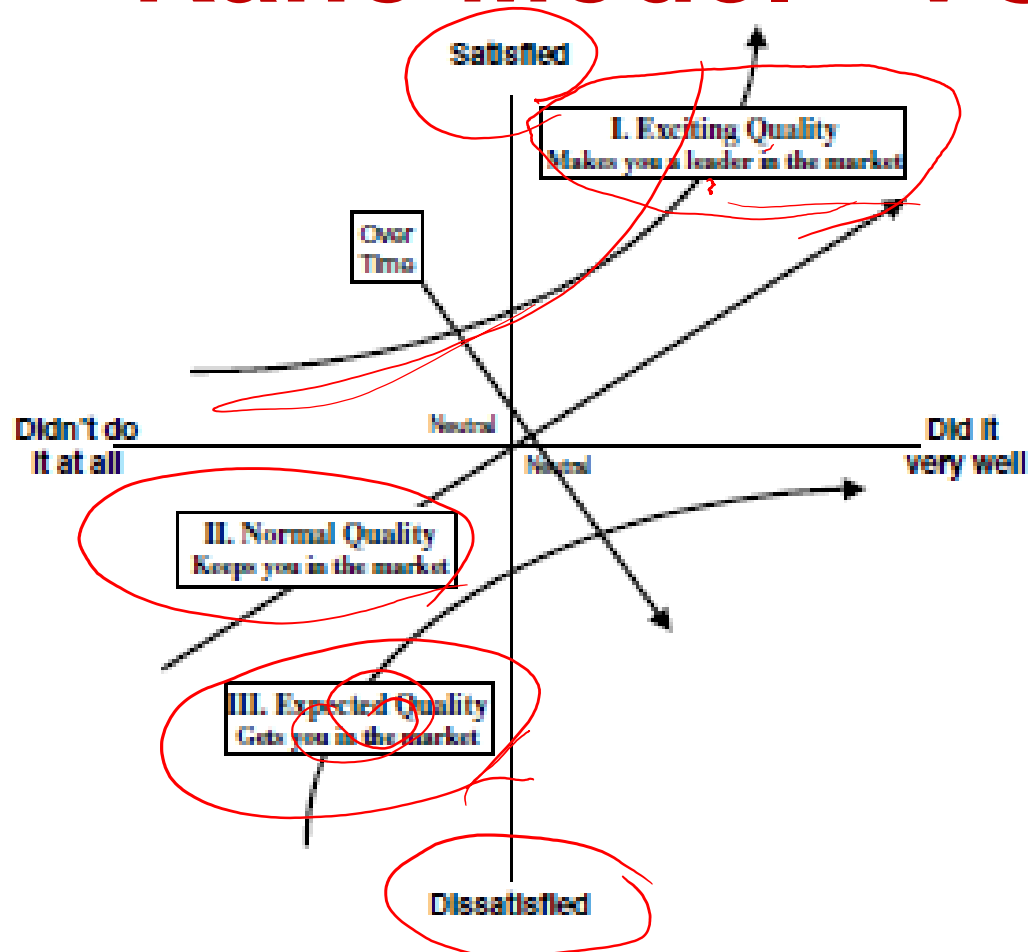 Kano Model
Satisfied
I. Exciting Quality
Makes you a leader in the market
Over
Time
Neutral
Didn't do
it at all
Did it
very well
Neutral
II. Normal Quality
Keeps you in the market
III. Expected Quality
Gets you in the market
Dissatisfied